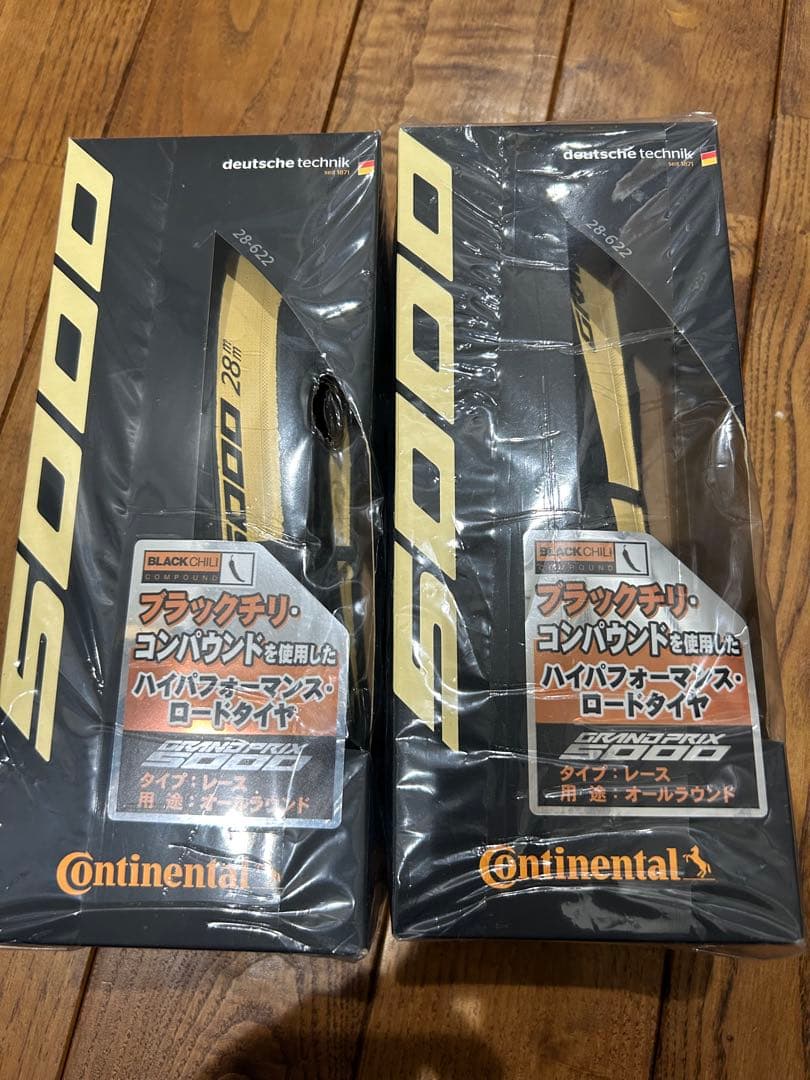 5000
deutsche technik
seit 1871
28-622
5000 28mm
BLACK CHILI
COMPOUND
ブラックチリ・
コンパウンドを使用した
ハイパフォーマンス・
ロードタイヤ
GRAND PRIX
5000
タイプ：レース
用 途：オールラウンド
Continental
5000
deutsche technik
seit 1871
28-622
BLACK CHILI
COMPOUND
ブラックチリ・
コンパウンドを使用した
ハイパフォーマンス・
ロードタイヤ
GRAND PRIX
5000
タイプ：レース
用 途：オールラウンド
Continental